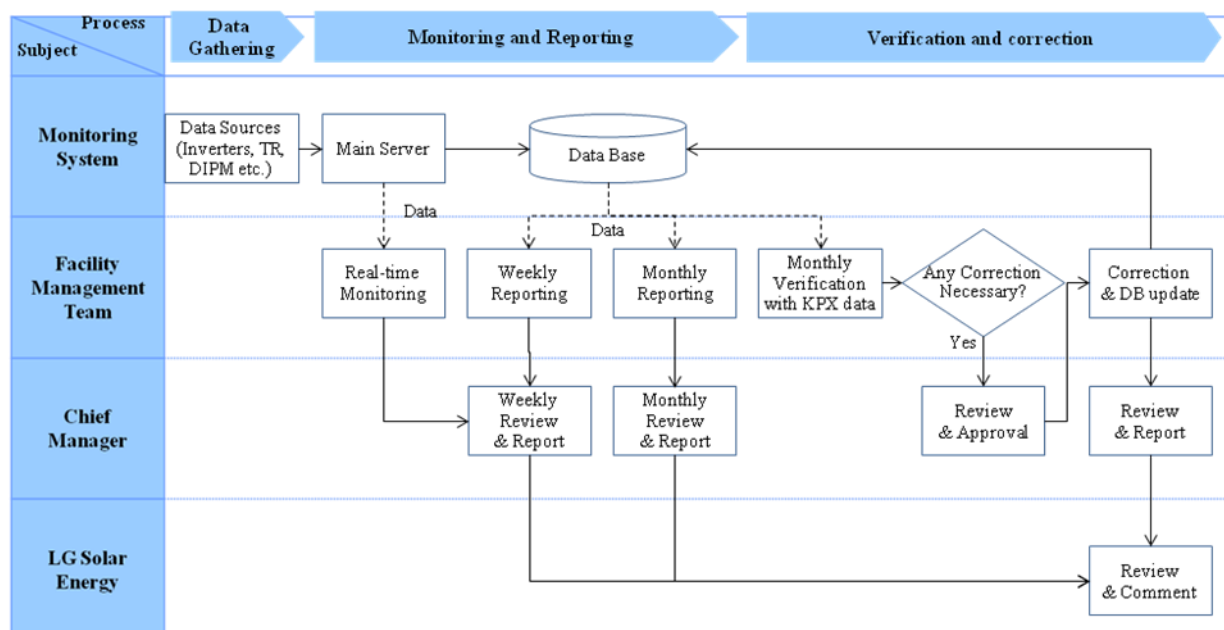 Process
Subject
Data
Gathering
Monitoring and Reporting
Verification and correction
Monitoring
System
Data Sources
(Inverters, TR,
DIPM etc.)
Main Server
Data Base
Data
Data
Facility
Management
Team
Real-time
Monitoring
Weekly
Reporting
Monthly
Reporting
Monthly
Verification
with KPX data
Any Correction
Necessary?
Correction
& DB update
Yes
Chief
Manager
Weekly
Review
& Report
Monthly
Review
& Report
Review
& Approval
Review
& Report
LG Solar
Energy
Review
& Comment